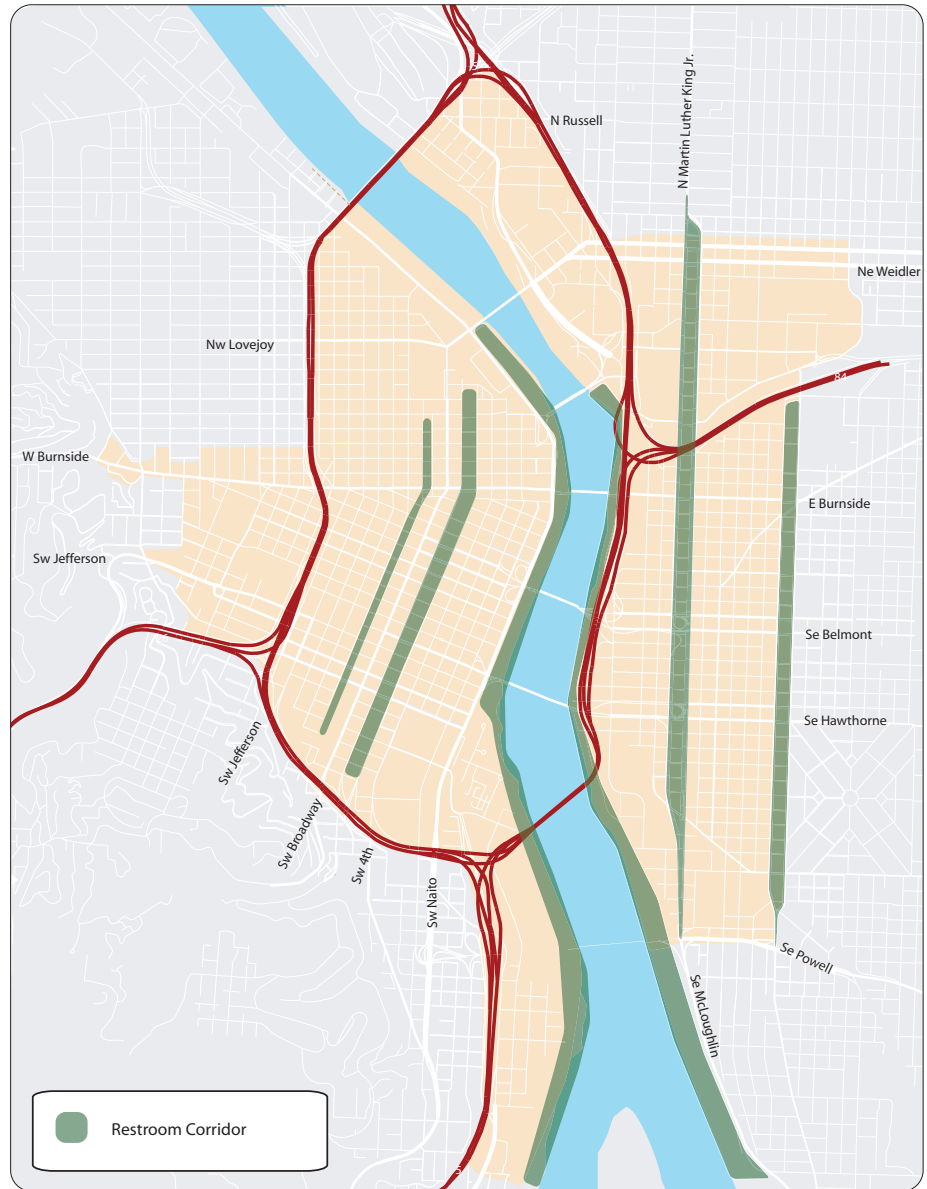 N Martin Luther King Jr.
N Russell
Ne Weidler
Nw Lovejoy
84
W Burnside
E Burnside
Sw Jefferson
Se Belmont
Se Hawthorne
Sw Jefferson
Sw Broadway
Sw 4th
Sw Naito
Se Powell
Se McLoughlin
Restroom Corridor